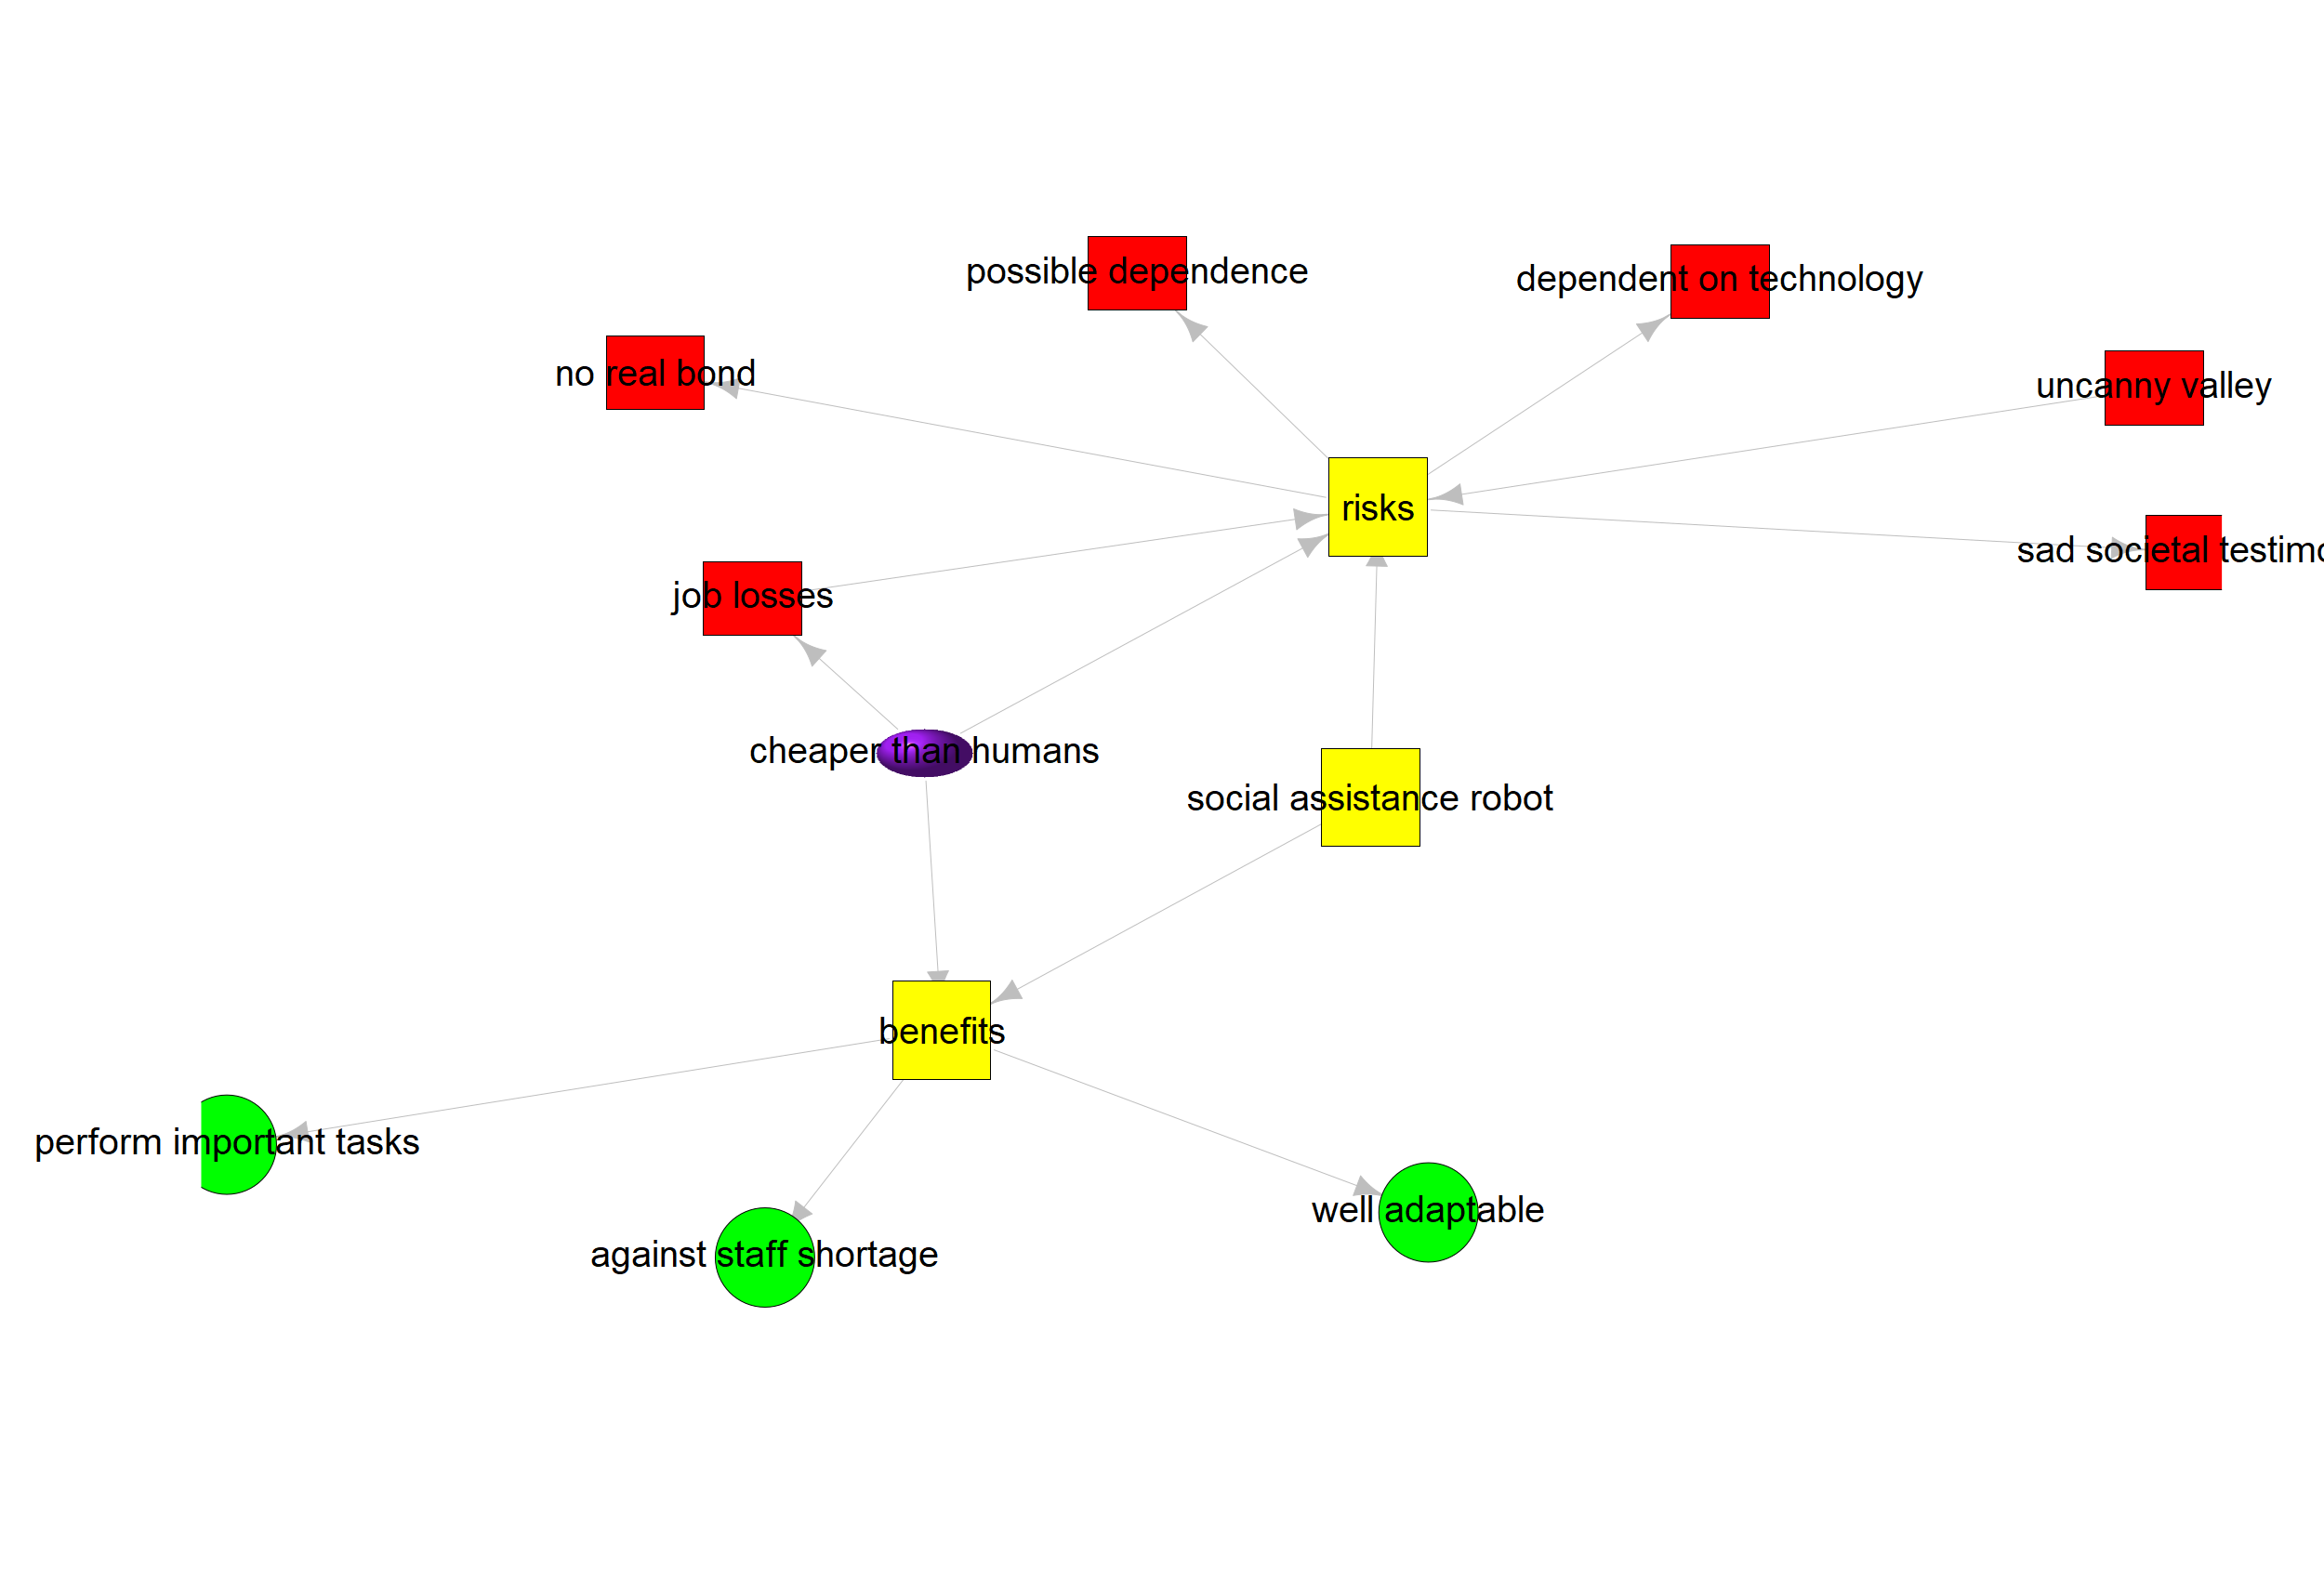 possible dependence
dependent on technology
no real bond
uncanny valley
risks
sad societal
job losses
cheaper than humans
social assistance robot
benefits
perform important tasks
well adaptable
against staff shortage